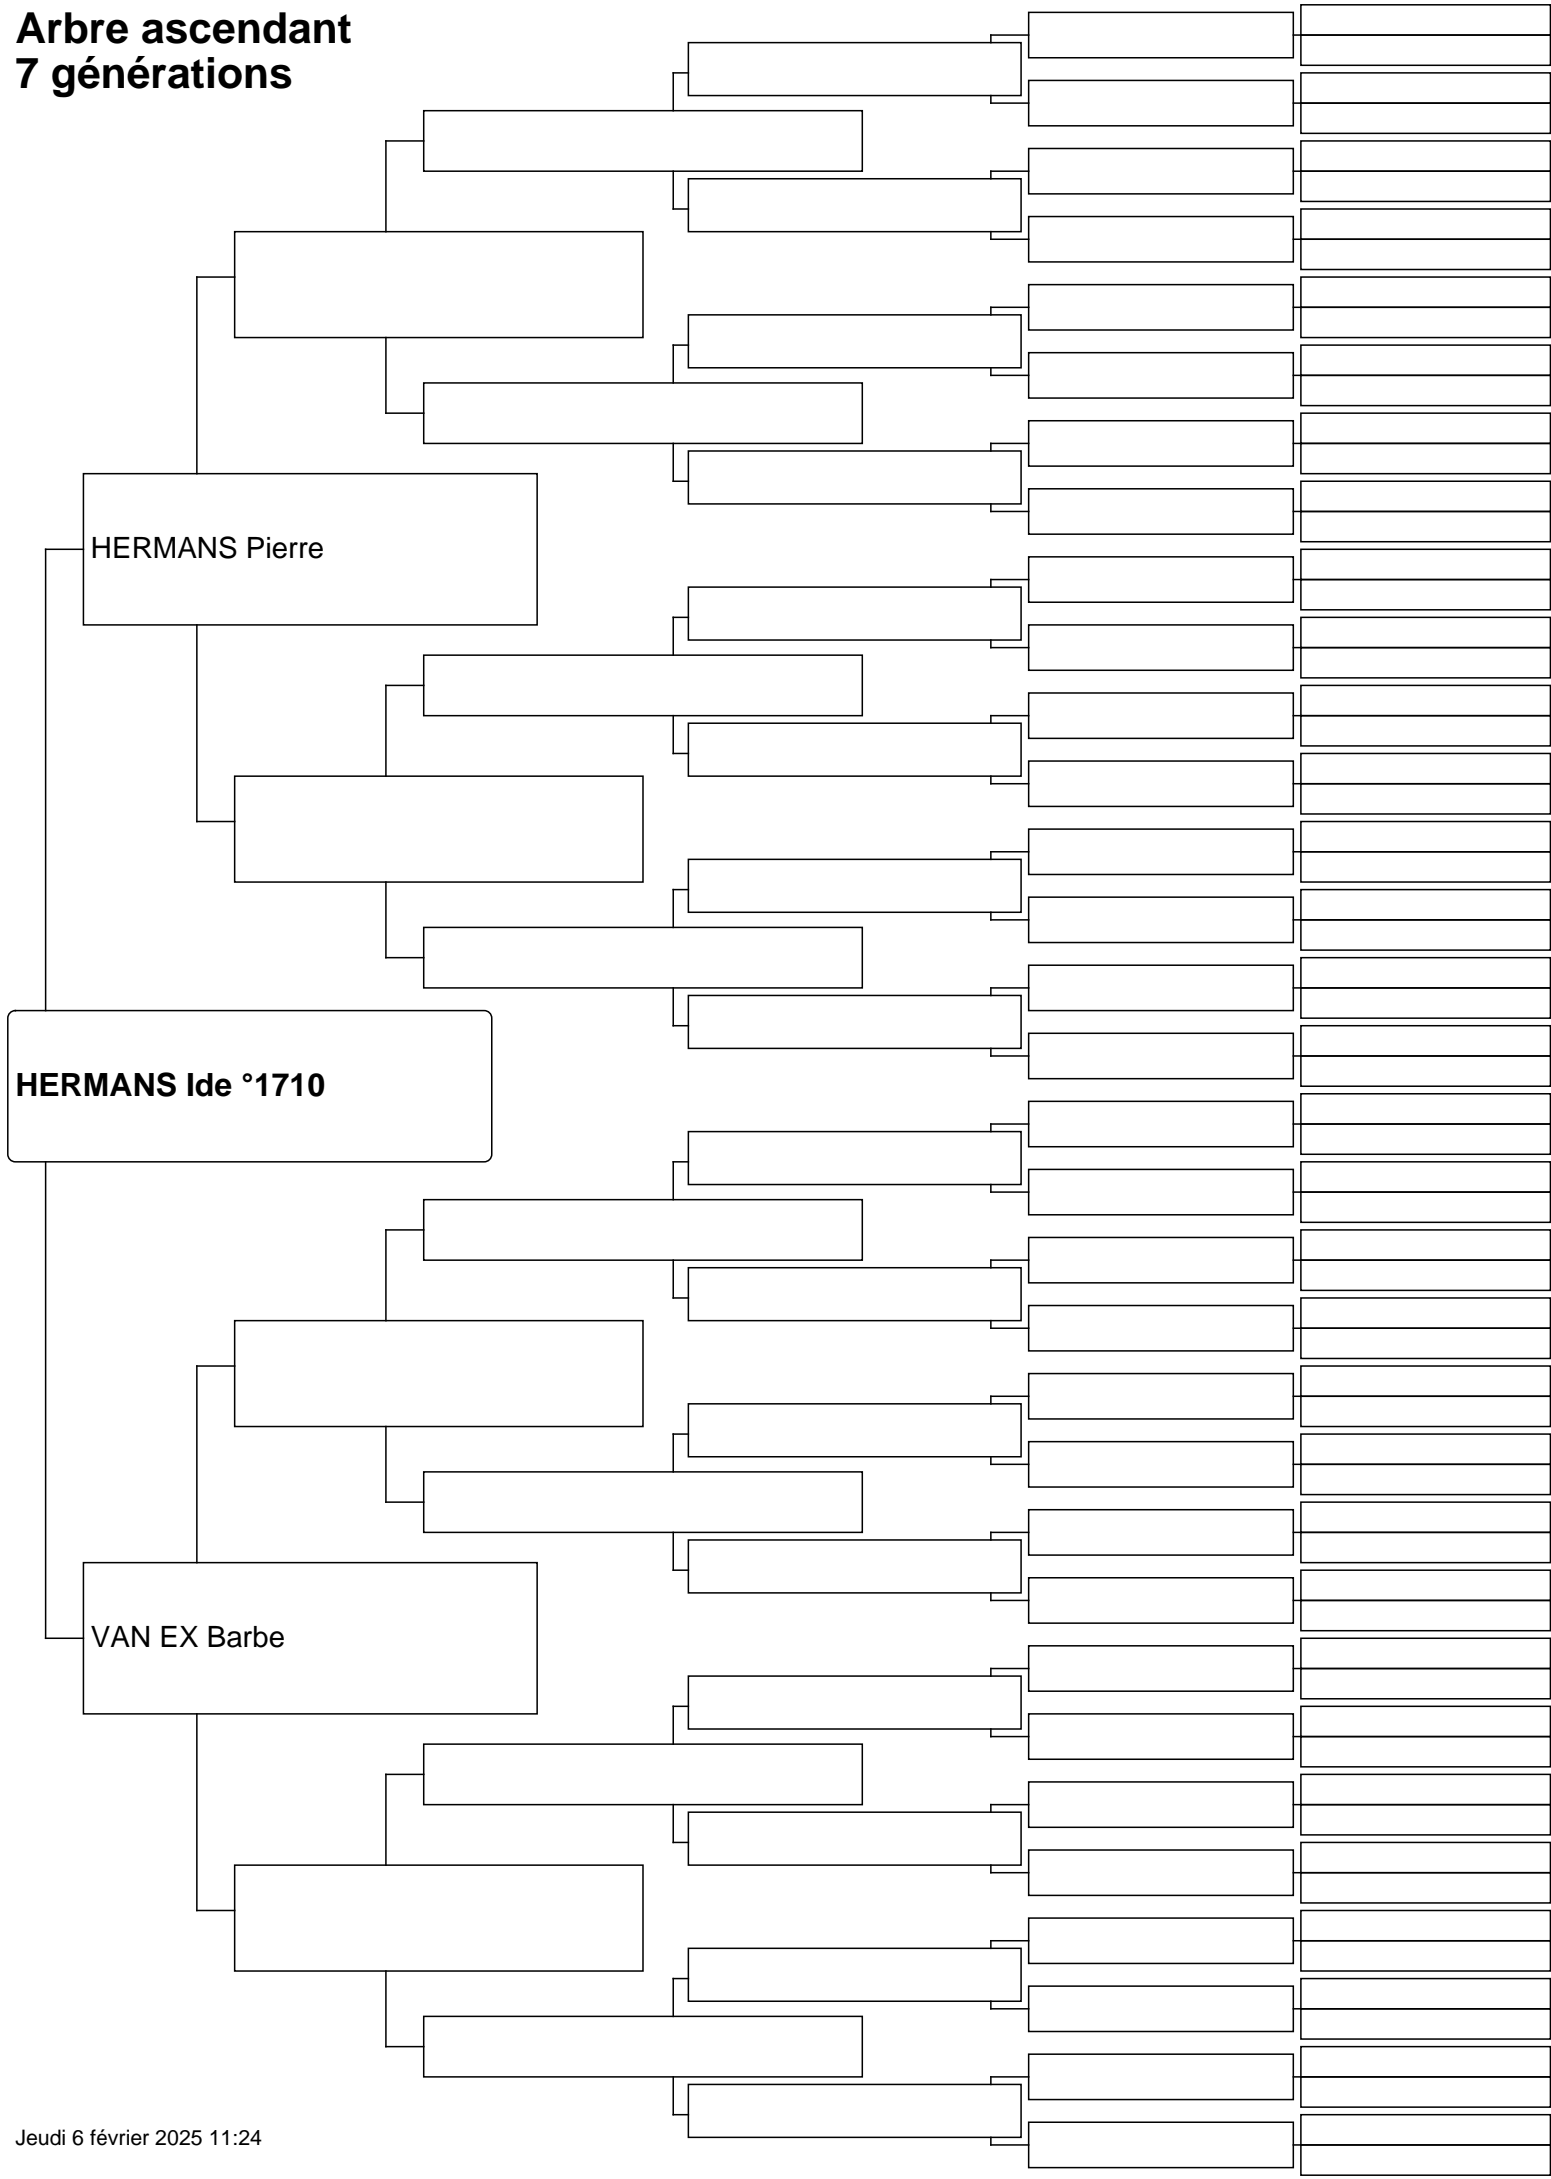 Arbre ascendant
7 générations
HERMANS Pierre
HERMANS Ide °1710
VAN EX Barbe
Jeudi 6 février 2025 11:24